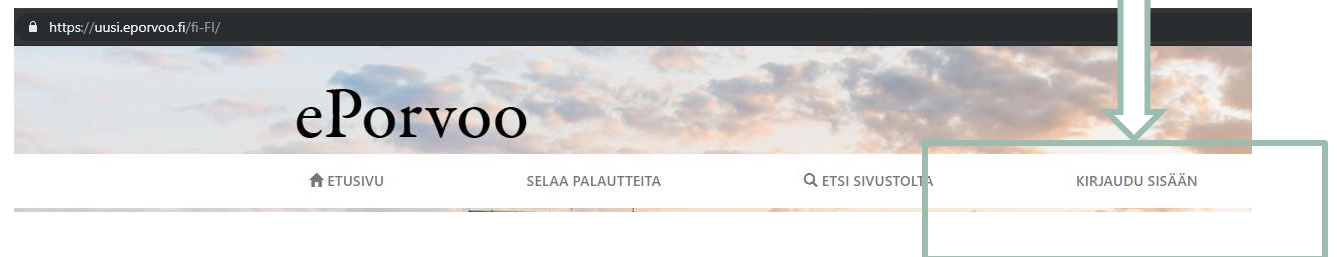 https://uusi.eporvoo.fi/fi-FI/
ePorvoo
ETUSIVU SELAA PALAUTTEITA ETSI SIVUSTOLTA KIRJAUDU SISÄÄN